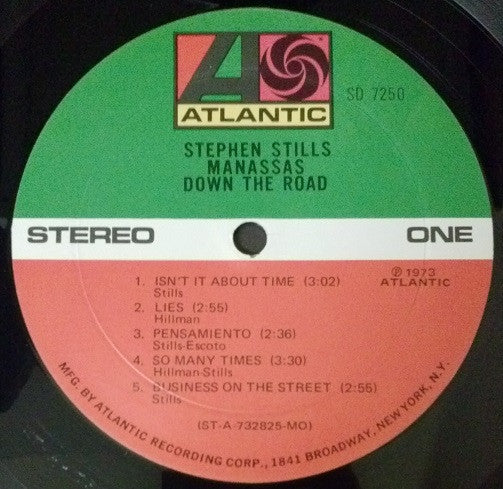 ATLANTIC
SD 7250
STEPHEN STILLS
MANASSAS
DOWN THE ROAD
STEREO
ONE
1. ISN'T IT ABOUT TIME (3:02)
Stills
2. LIES (2:55)
Hillman
3. PENSAMIENTO (2:36)
Stills-Escoto
4. SO MANY TIMES (3:30)
Hillman-Stills
5. BUSINESS ON THE STREET (2:55)
Stills
℗ 1973
ATLANTIC
(ST-A-732825-MO)
MFG. BY ATLANTIC RECORDING CORP., 1841 BROADWAY, NEW YORK, N.Y.